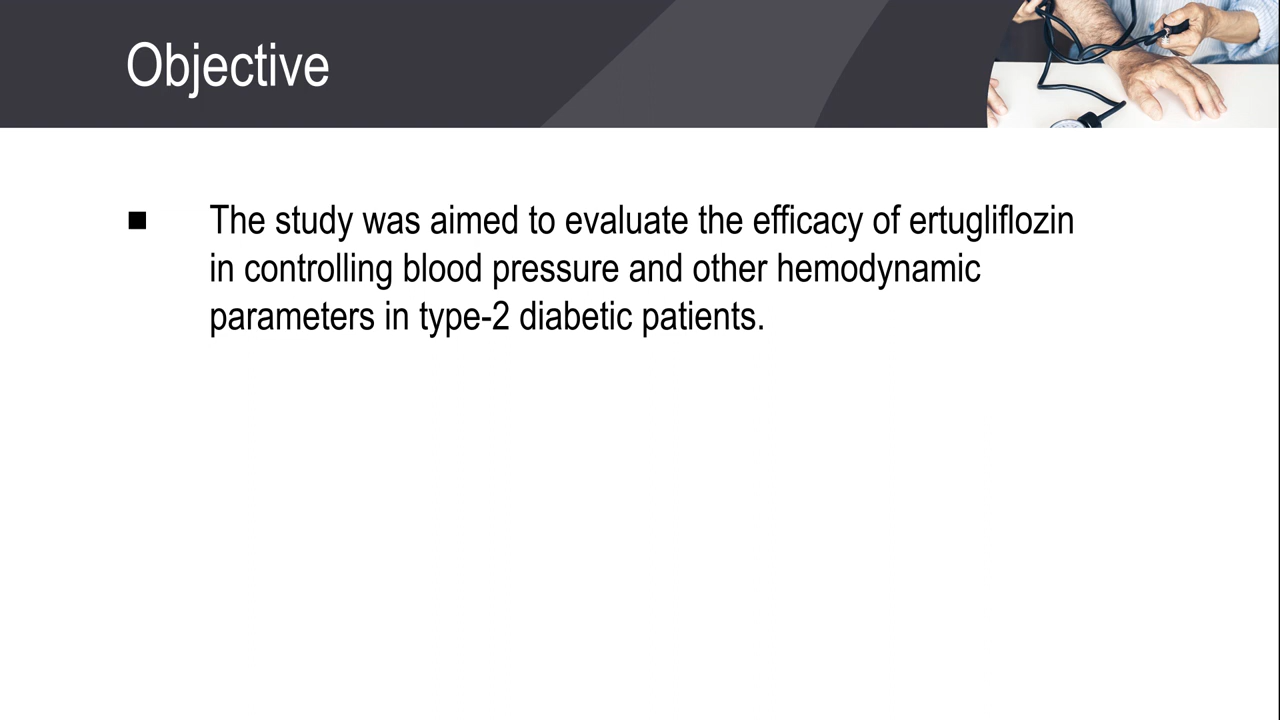 Objective
■ The study was aimed to evaluate the efficacy of ertugliflozin
in controlling blood pressure and other hemodynamic
parameters in type-2 diabetic patients.